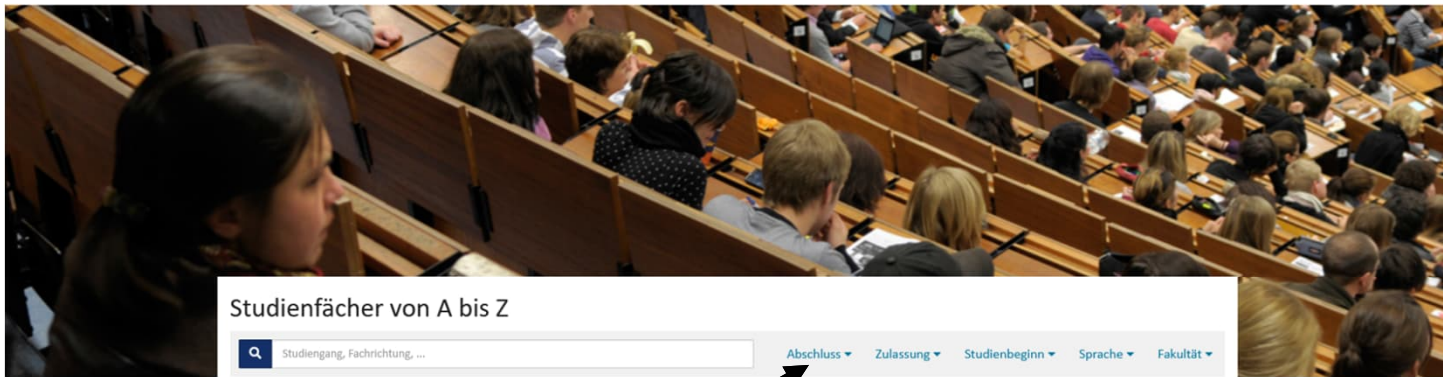 Studienfächer von A bis Z
Studiengang, Fachrichtung, ...
Abschluss Zulassung Studienbeginn Sprache Fakultät